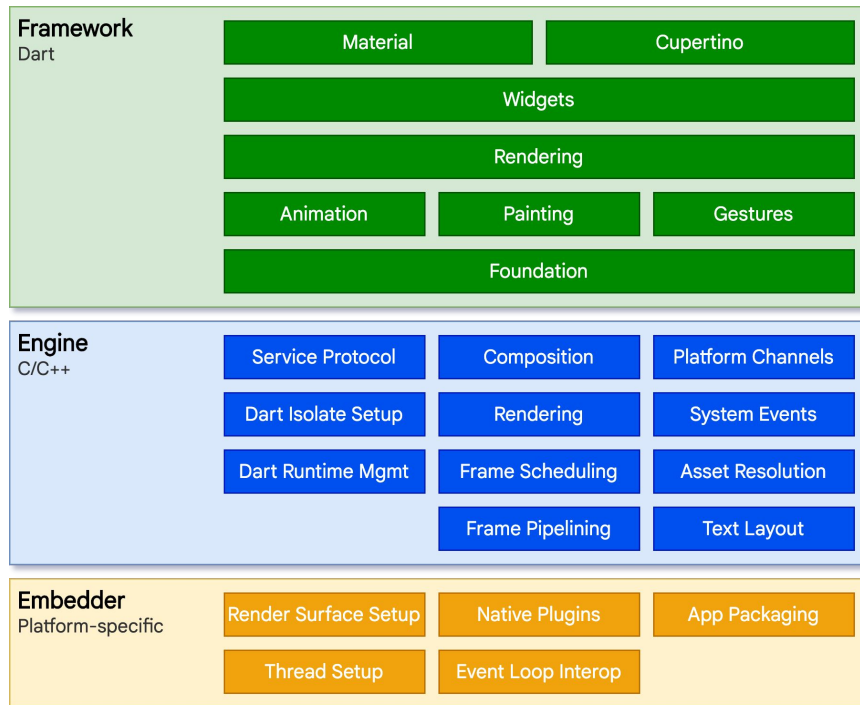 Framework
Dart
Material
Cupertino
Widgets
Rendering
Animation
Painting
Gestures
Foundation
Engine
C/C++
Service Protocol
Composition
Platform Channels
Dart Isolate Setup
Rendering
System Events
Dart Runtime Mgmt
Frame Scheduling
Asset Resolution
Frame Pipelining
Text Layout
Embedder
Platform-specific
Render Surface Setup
Native Plugins
App Packaging
Thread Setup
Event Loop Interop